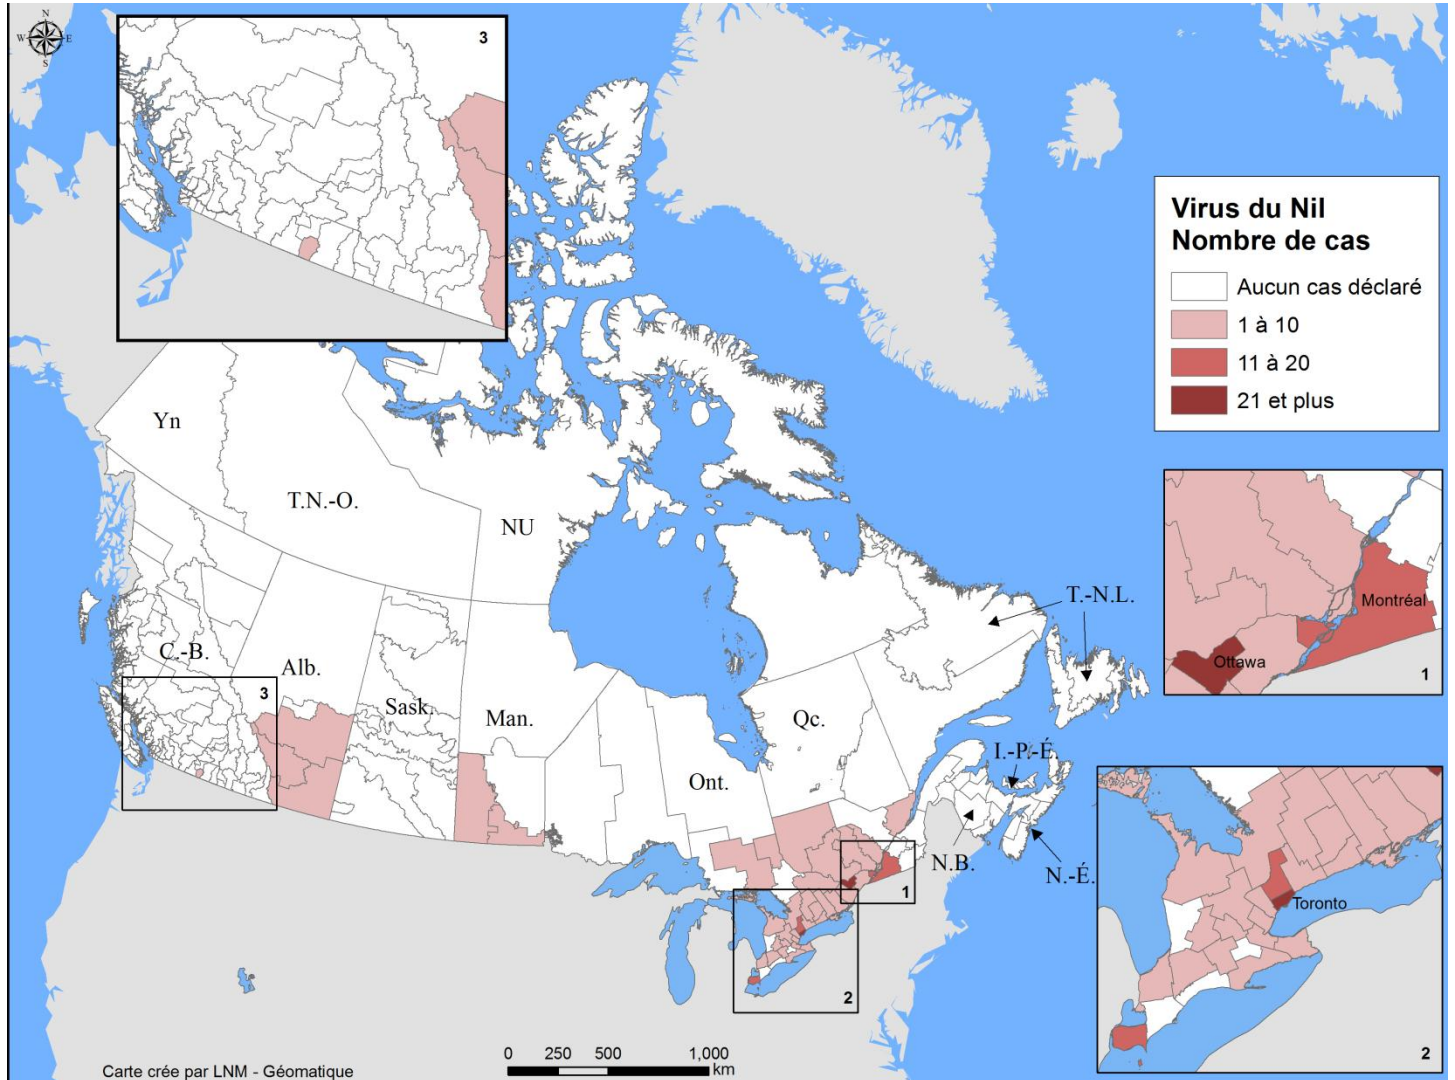 N
W
E
S
3
Virus du Nil
Nombre de cas
Aucun cas déclaré
1 à 10
11 à 20
21 et plus
Yn
T.N.-O.
NU
C.-B.
Alb.
Sask.
Man.
Ont.
Qc.
T.-N.L.
I.-P.-É.
N.B.
N.-É.
3
1
2
Montréal
Ottawa
1
Toronto
2
0 250 500 1,000
km
Carte crée par LNM - Géomatique